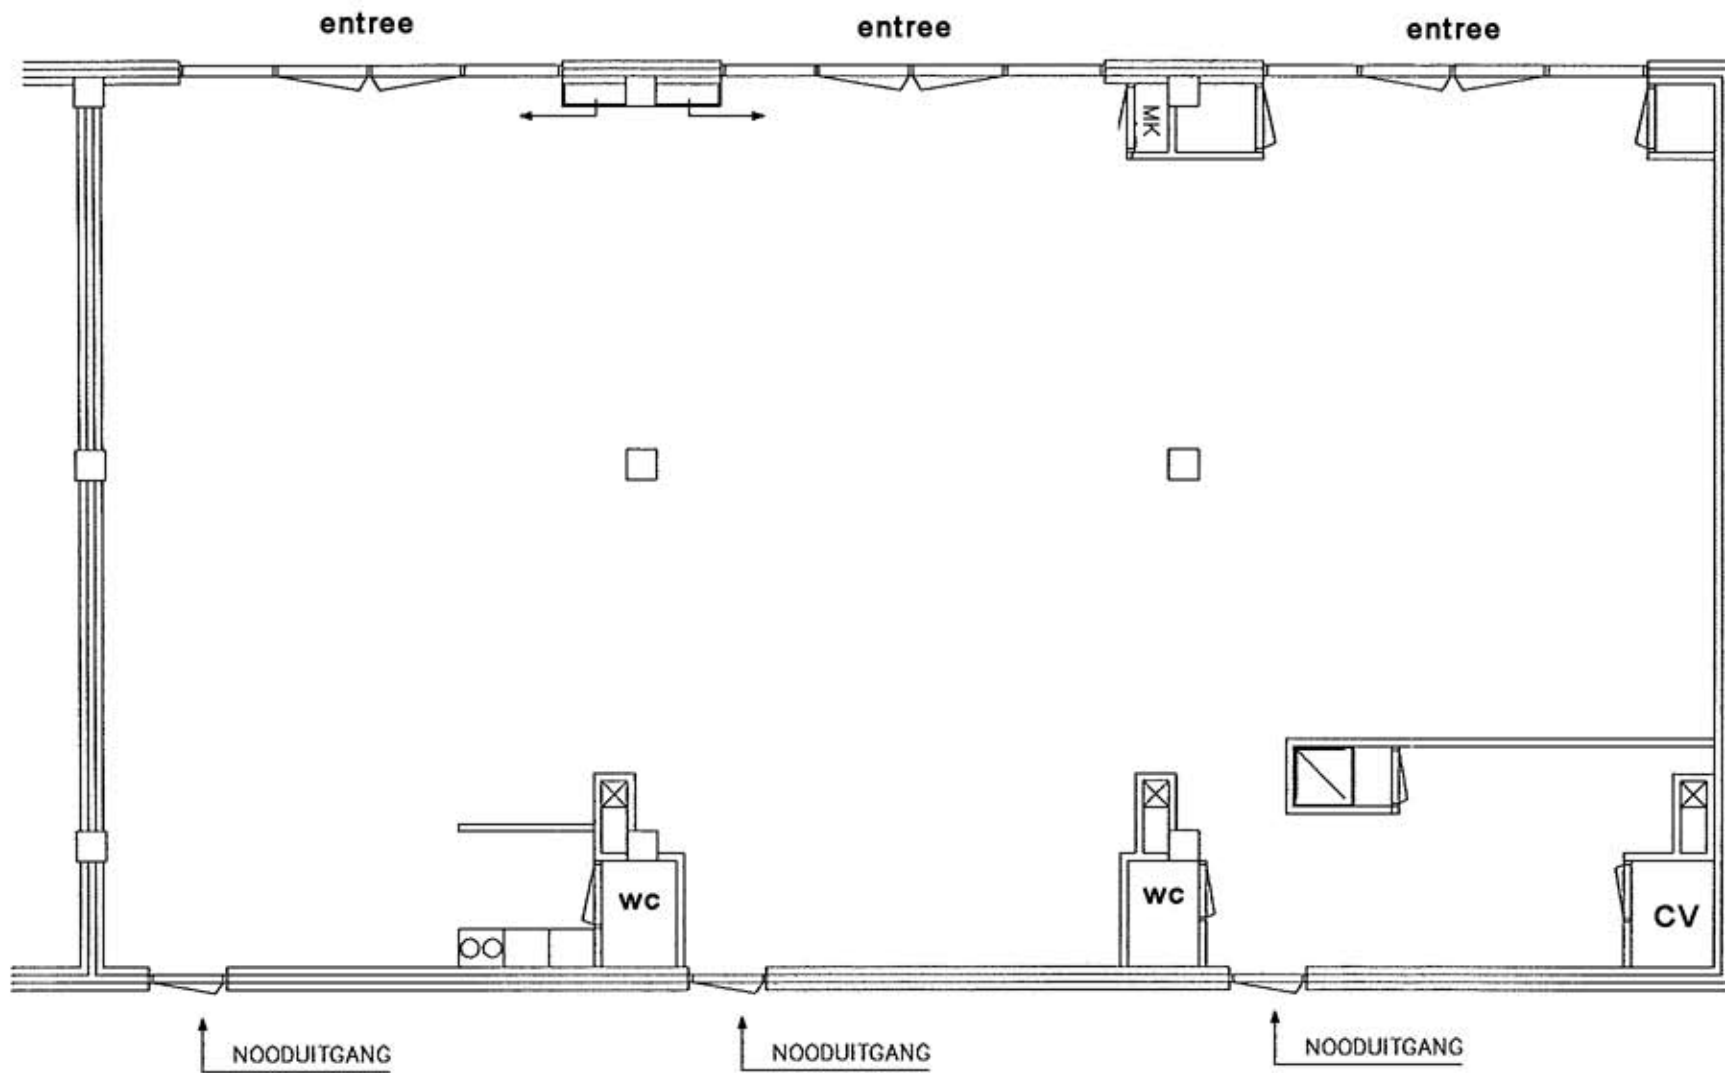 entree
entree
entree
MK
wc
wc
CV
NOODUITGANG
NOODUITGANG
NOODUITGANG